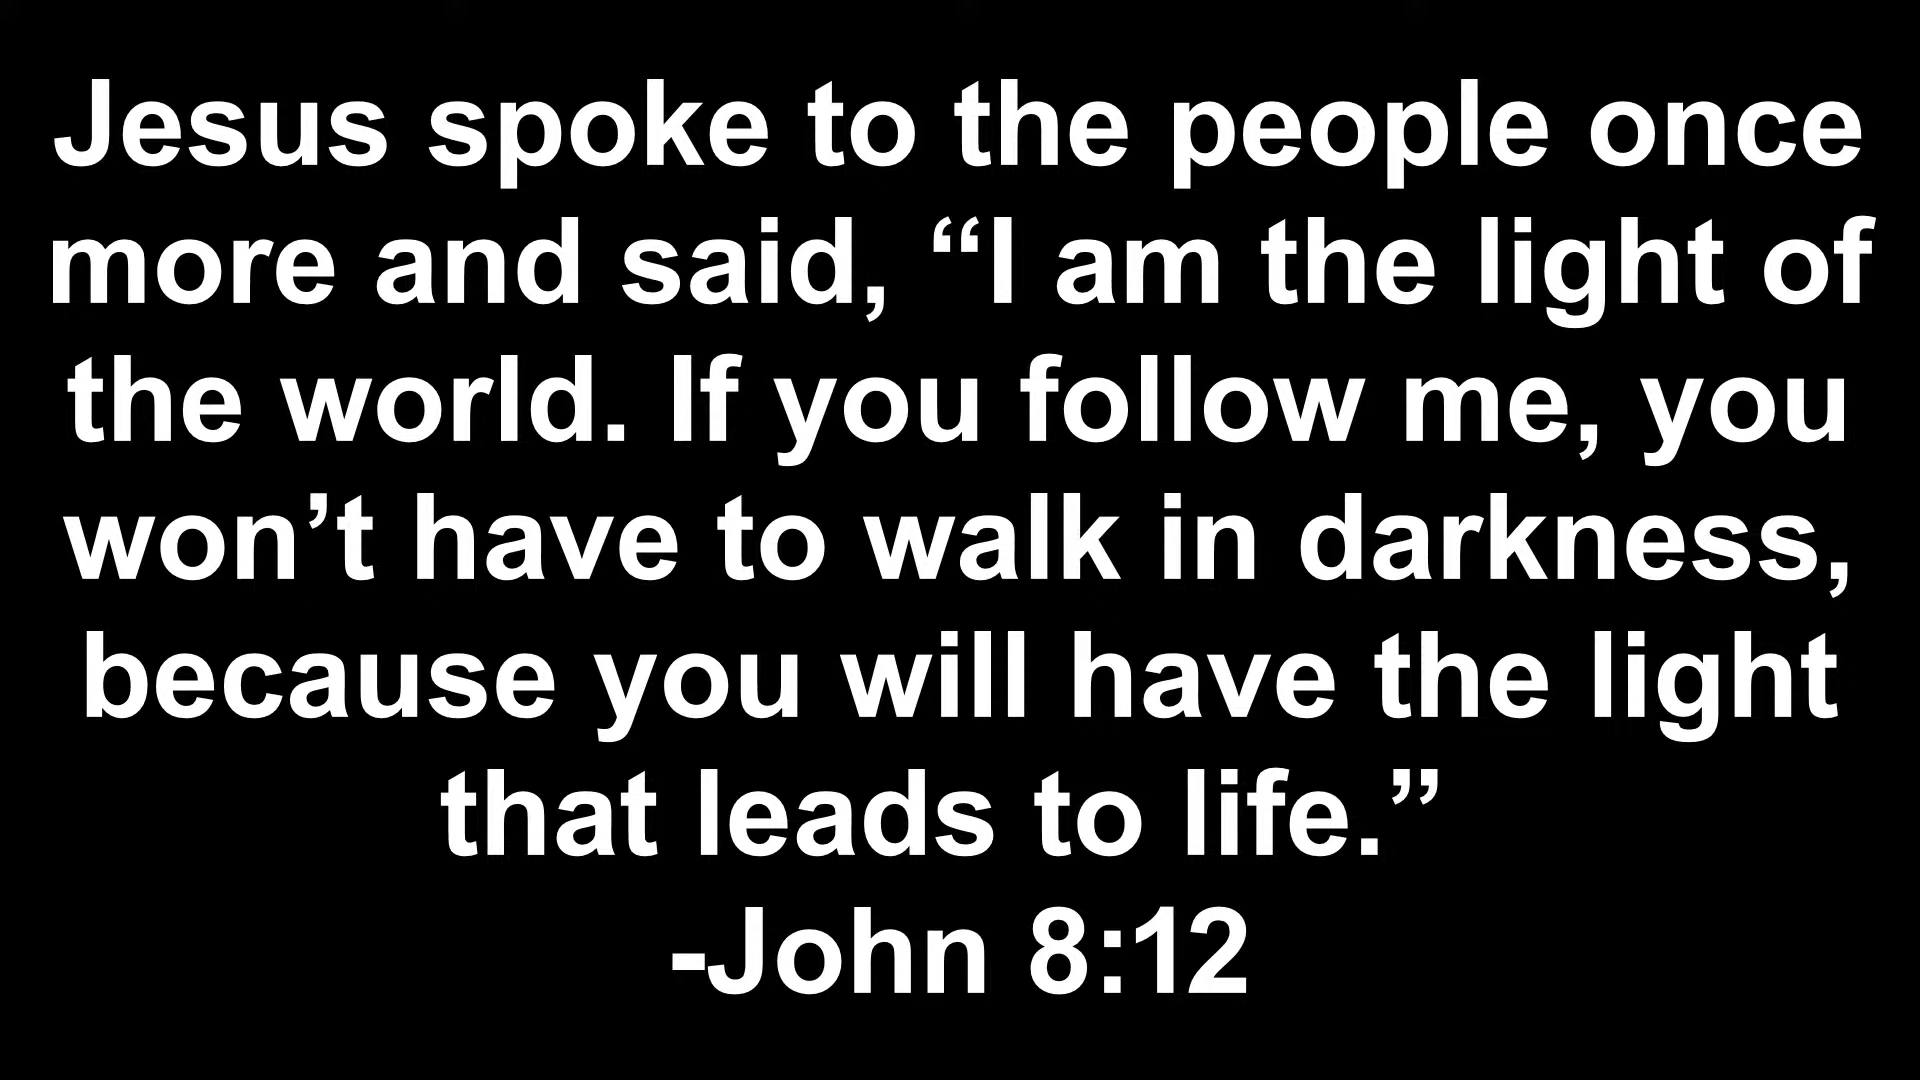 Jesus spoke to the people once
more and said, “I am the light of
the world. If you follow me, you
won’t have to walk in darkness,
because you will have the light
that leads to life.”
-John 8:12